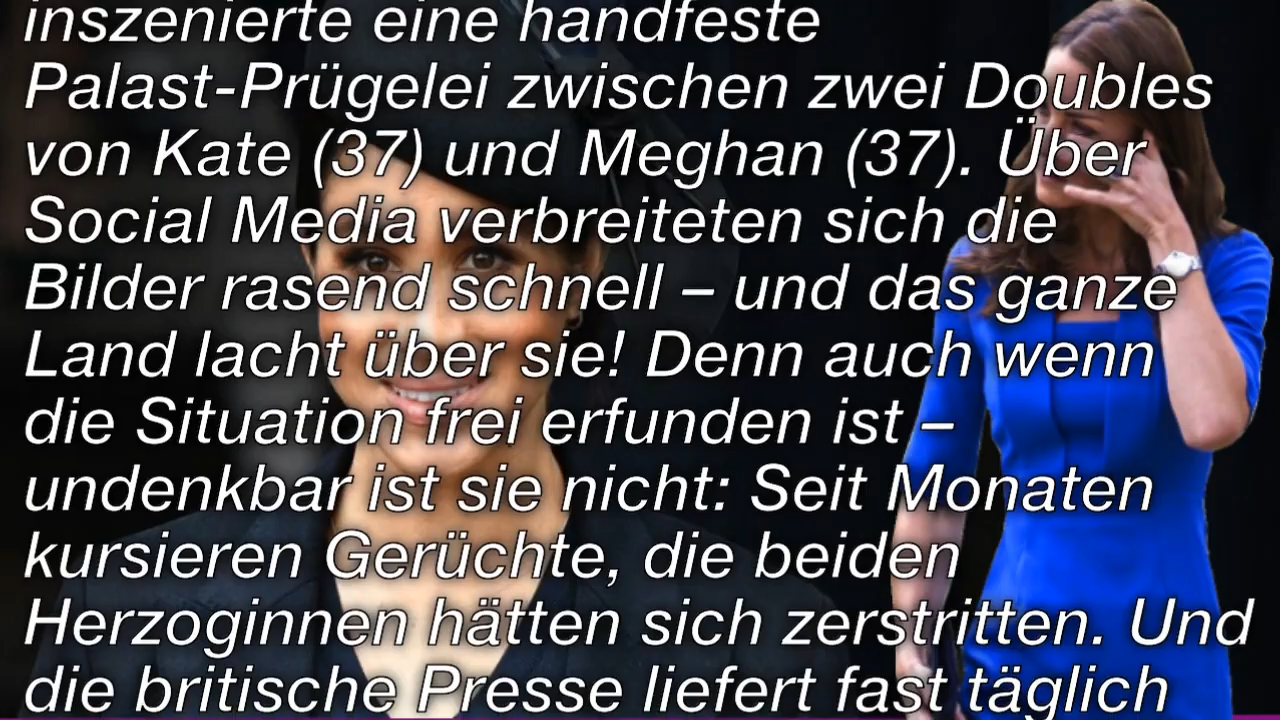 inszenierte eine handfeste
Palast-Prügelei zwischen zwei Doubles
von Kate (37) und Meghan (37). Über
Social Media verbreiteten sich die
Bilder rasend schnell – und das ganze
Land lacht über sie! Denn auch wenn
die Situation frei erfunden ist –
undenkbar ist sie nicht: Seit Monaten
kursieren Gerüchte, die beiden
Herzoginnen hätten sich zerstritten. Und
die britische Presse liefert fast täglich